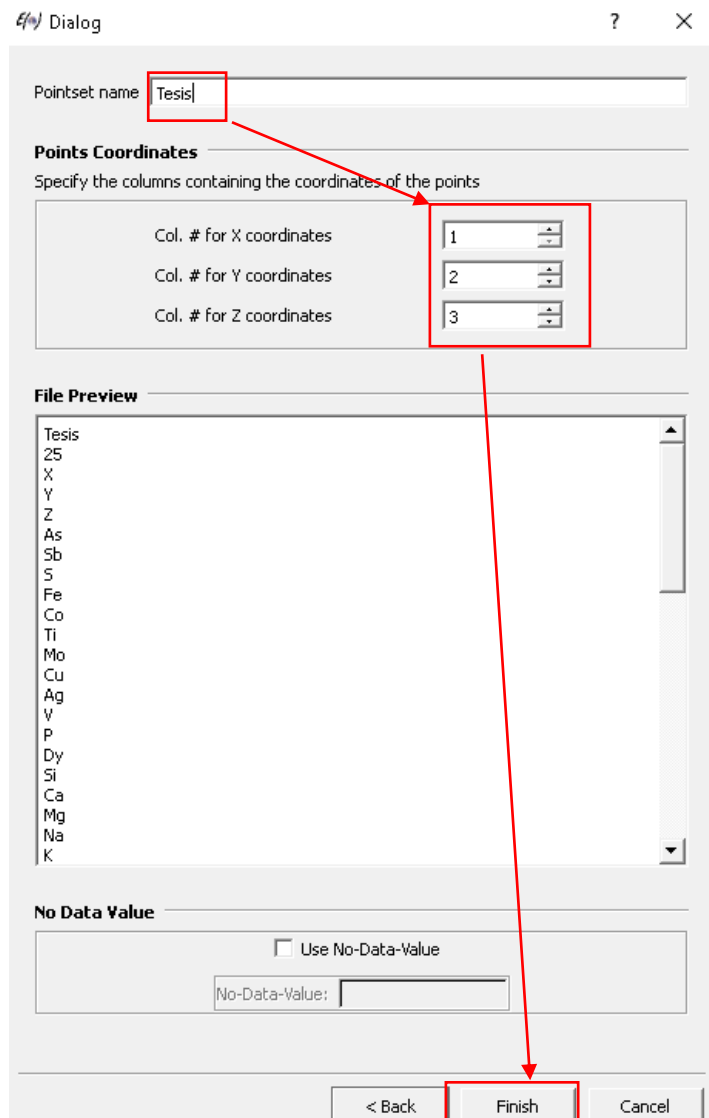 E(∞) Dialog ? ×
Pointset name Tesis
Points Coordinates
Specify the columns containing the coordinates of the points
Col. # for X coordinates 1
Col. # for Y coordinates 2
Col. # for Z coordinates 3
File Preview
Tesis
25
X
Y
Z
As
Sb
S
Fe
Co
Ti
Mo
Cu
Ag
V
P
Dy
Si
Ca
Mg
Na
K
No Data Value
Use No-Data-Value
No-Data-Value:
< Back Finish Cancel